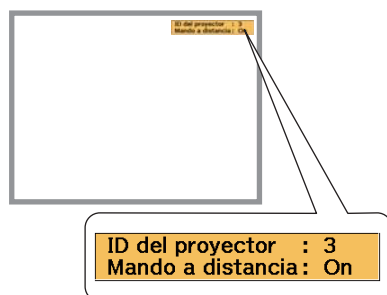 ID del proyector : 3
Mando a distancia : On
ID del proyector : 3
Mando a distancia : On